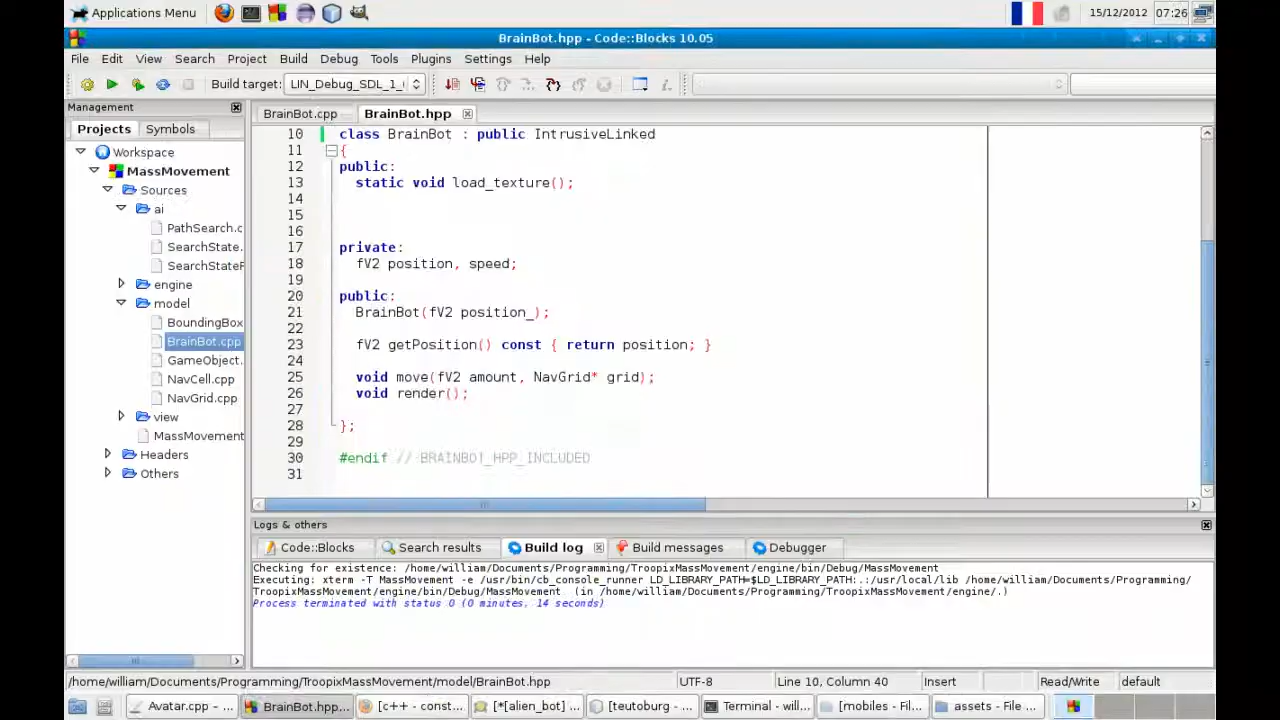 Applications Menu
15/12/2012
07:26
BrainBot.hpp - Code::Blocks 10.05
File Edit View Search Project Build Debug Tools Plugins Settings Help
Build target: LIN_Debug_SDL_1_
Management
Projects Symbols
Workspace
MassMovement
Sources
ai
PathSearch.c
SearchState.
SearchStateF
engine
model
BoundingBox
BrainBot.cpp
GameObject.
NavCell.cpp
NavGrid.cpp
view
MassMovement
Headers
Others
BrainBot.cpp BrainBot.hpp
10 class BrainBot : public IntrusiveLinked
11 {
12 public:
13 static void load_texture();
14
15
16
17 private:
18 fV2 position, speed;
19
20 public:
21 BrainBot(fV2 position_);
22
23 fV2 getPosition() const { return position; }
24
25 void move(fV2 amount, NavGrid* grid);
26 void render();
27
28 };
29
30 #endif // BRAINBOT_HPP_INCLUDED
31
Logs & others
Code::Blocks Search results Build log Build messages Debugger
Checking for existence: /home/william/Documents/Programming/TroopixMassMovement/engine/bin/Debug/MassMovement
Executing: xterm -T MassMovement -e /usr/bin/cb_console_runner LD_LIBRARY_PATH=$LD_LIBRARY_PATH:.:/usr/local/lib /home/william/Documents/Programming/
TroopixMassMovement/engine/bin/Debug/MassMovement (in /home/william/Documents/Programming/TroopixMassMovement/engine/.)
Process terminated with status 0 (0 minutes, 14 seconds)
/home/william/Documents/Programming/TroopixMassMovement/model/BrainBot.hpp UTF-8 Line 10, Column 40 Insert Read/Write default
Avatar.cpp - ... BrainBot.hpp... [c++ - const... [*[alien_bot] ... [teutoburg - ... Terminal - will... [mobiles - Fil... assets - File ...